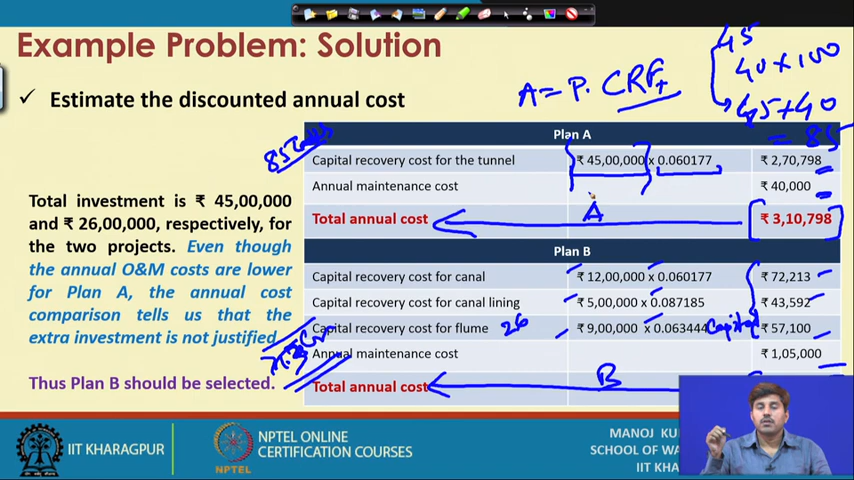 Example Problem: Solution
45
40 x 100
45+40
= 85
A = P. CRF
✓ Estimate the discounted annual cost
Plan A
Capital recovery cost for the tunnel ₹ 45,00,000 x 0.060177 ₹ 2,70,798
Annual maintenance cost ₹ 40,000
Total annual cost A ₹ 3,10,798
Plan B
Capital recovery cost for canal ₹ 12,00,000 x 0.060177 ₹ 72,213
Capital recovery cost for canal lining ₹ 5,00,000 x 0.087185 ₹ 43,592
Capital recovery cost for flume 26 ₹ 9,00,000 x 0.063444 Capital ₹ 57,100
Annual maintenance cost ₹ 1,05,000
Total annual cost B
Total investment is ₹ 45,00,000
and ₹ 26,00,000, respectively, for
the two projects. Even though
the annual O&M costs are lower
for Plan A, the annual cost
comparison tells us that the
extra investment is not justified.
Thus Plan B should be selected.
IIT KHARAGPUR
NPTEL
NPTEL ONLINE
CERTIFICATION COURSES
MANOJ
SCHOOL OF
IIT